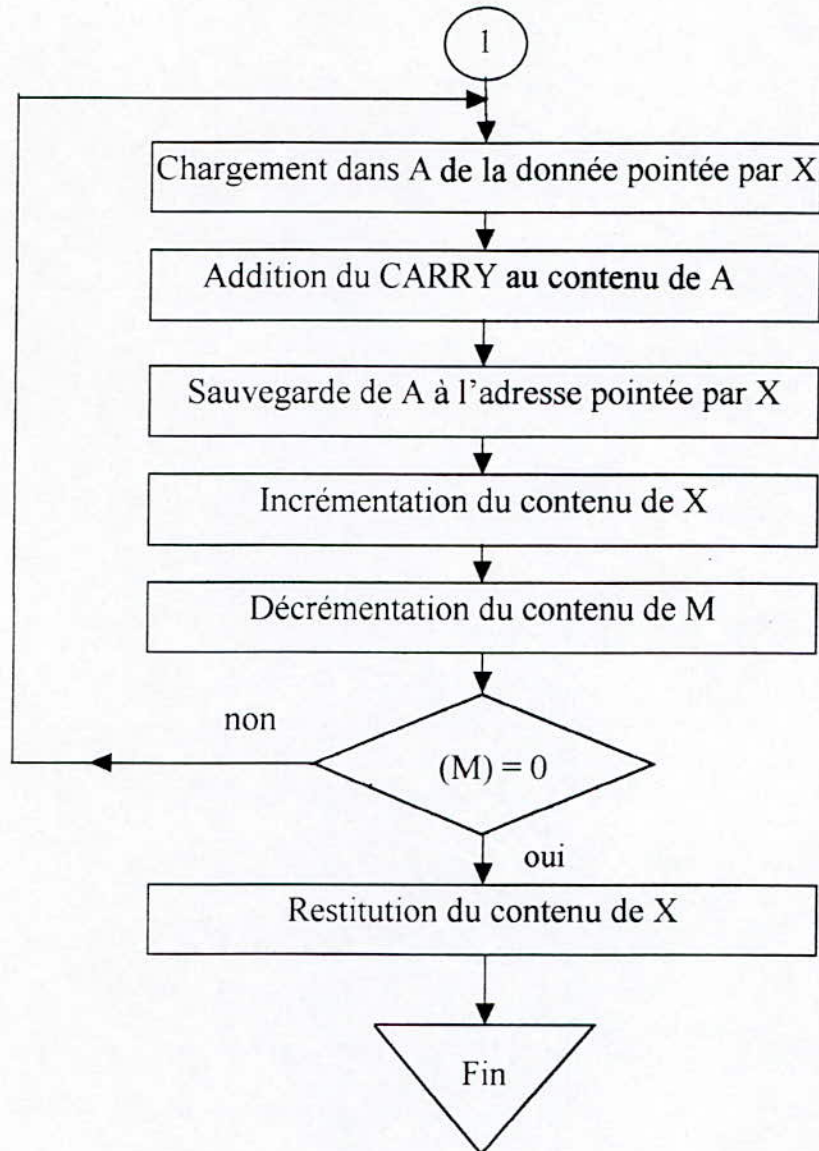 1
Chargement dans A de la donnée pointée par X
Addition du CARRY au contenu de A
Sauvegarde de A à l'adresse pointée par X
Incrémentation du contenu de X
Décrémentation du contenu de M
non
(M) = 0
oui
Restitution du contenu de X
Fin